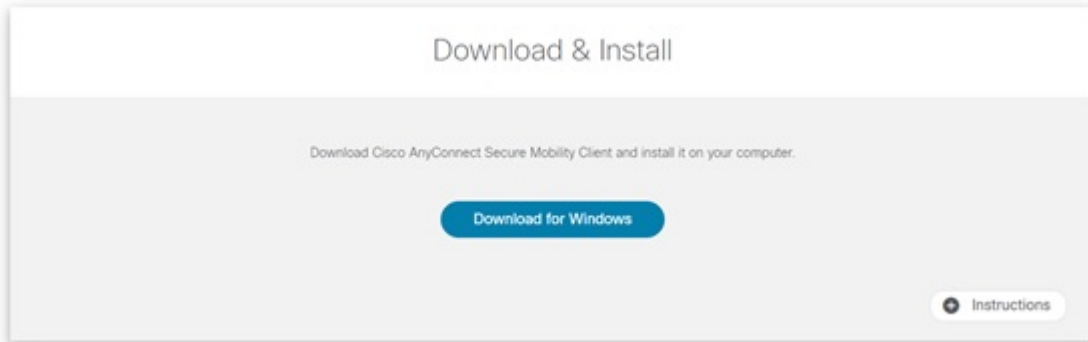 Download & Install
Download Cisco AnyConnect Secure Mobility Client and install it on your computer.
Download for Windows
Instructions